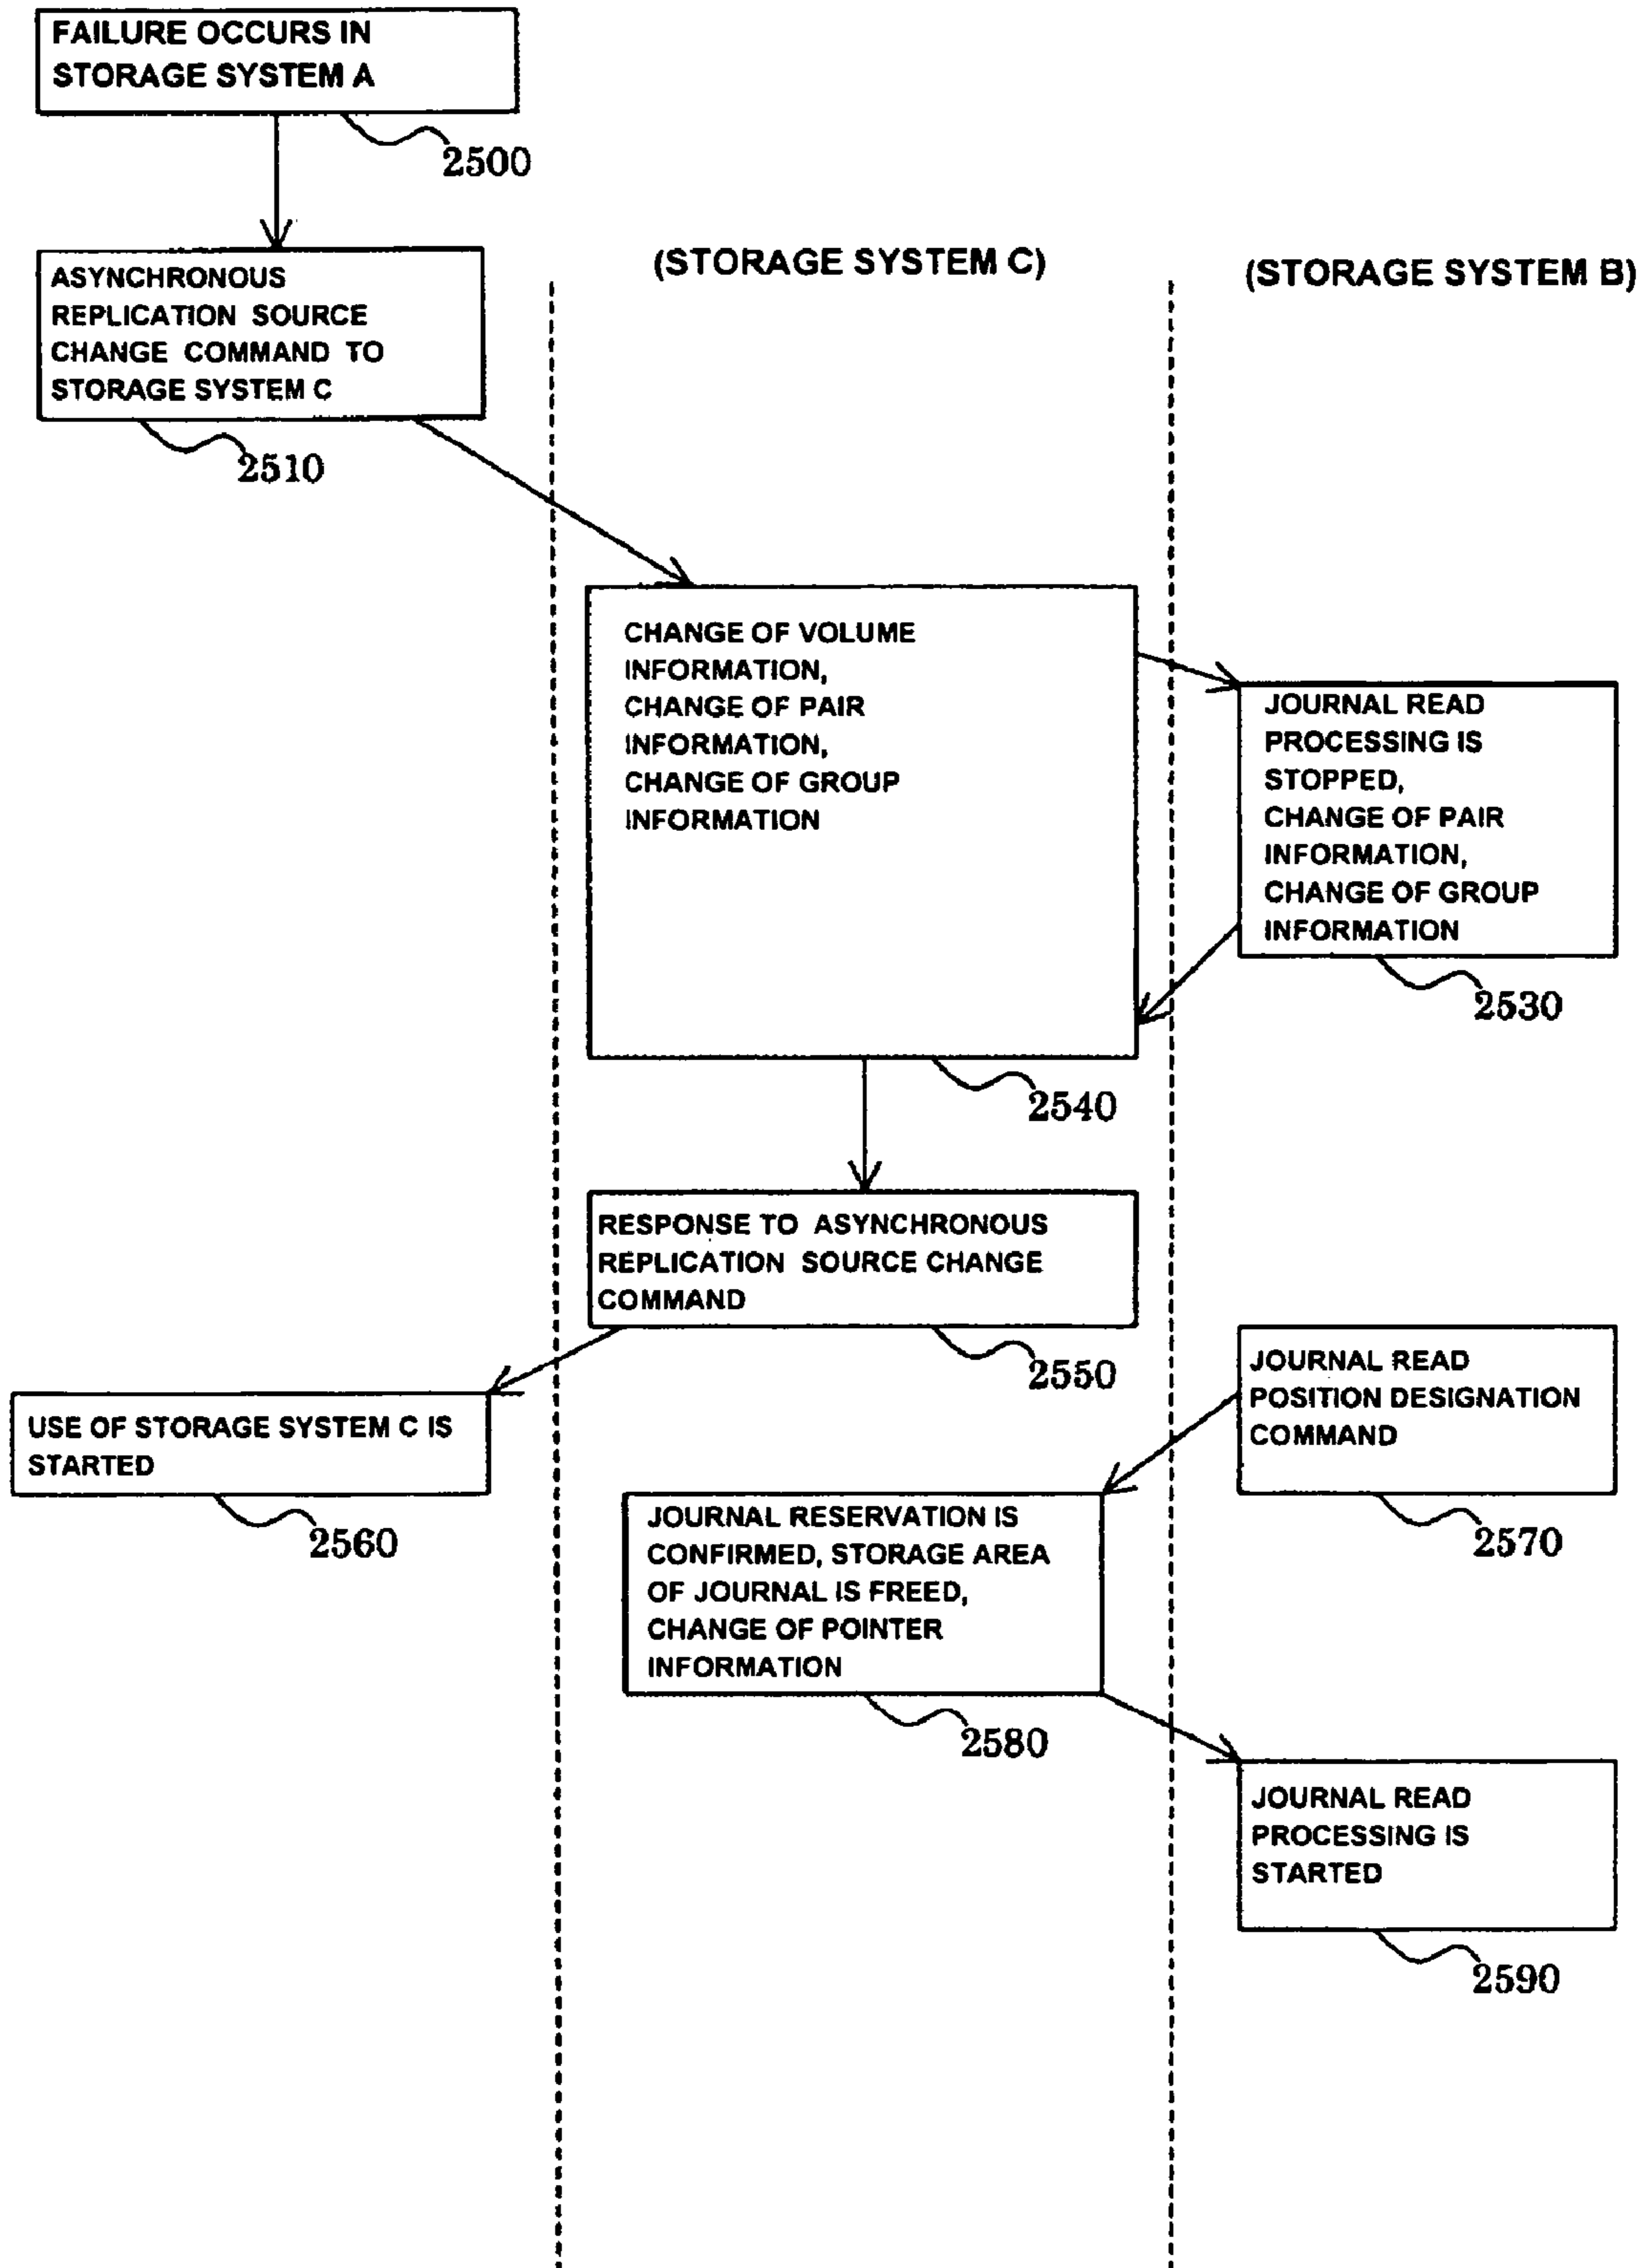 FAILURE OCCURS IN
STORAGE SYSTEM A
2500
ASYNCHRONOUS
REPLICATION SOURCE
CHANGE COMMAND TO
STORAGE SYSTEM C
2510
(STORAGE SYSTEM C)
(STORAGE SYSTEM B)
CHANGE OF VOLUME
INFORMATION,
CHANGE OF PAIR
INFORMATION,
CHANGE OF GROUP
INFORMATION
2540
JOURNAL READ
PROCESSING IS
STOPPED,
CHANGE OF PAIR
INFORMATION,
CHANGE OF GROUP
INFORMATION
2530
RESPONSE TO ASYNCHRONOUS
REPLICATION SOURCE CHANGE
COMMAND
2550
USE OF STORAGE SYSTEM C IS
STARTED
2560
JOURNAL READ
POSITION DESIGNATION
COMMAND
2570
JOURNAL RESERVATION IS
CONFIRMED, STORAGE AREA
OF JOURNAL IS FREED,
CHANGE OF POINTER
INFORMATION
2580
JOURNAL READ
PROCESSING IS
STARTED
2590